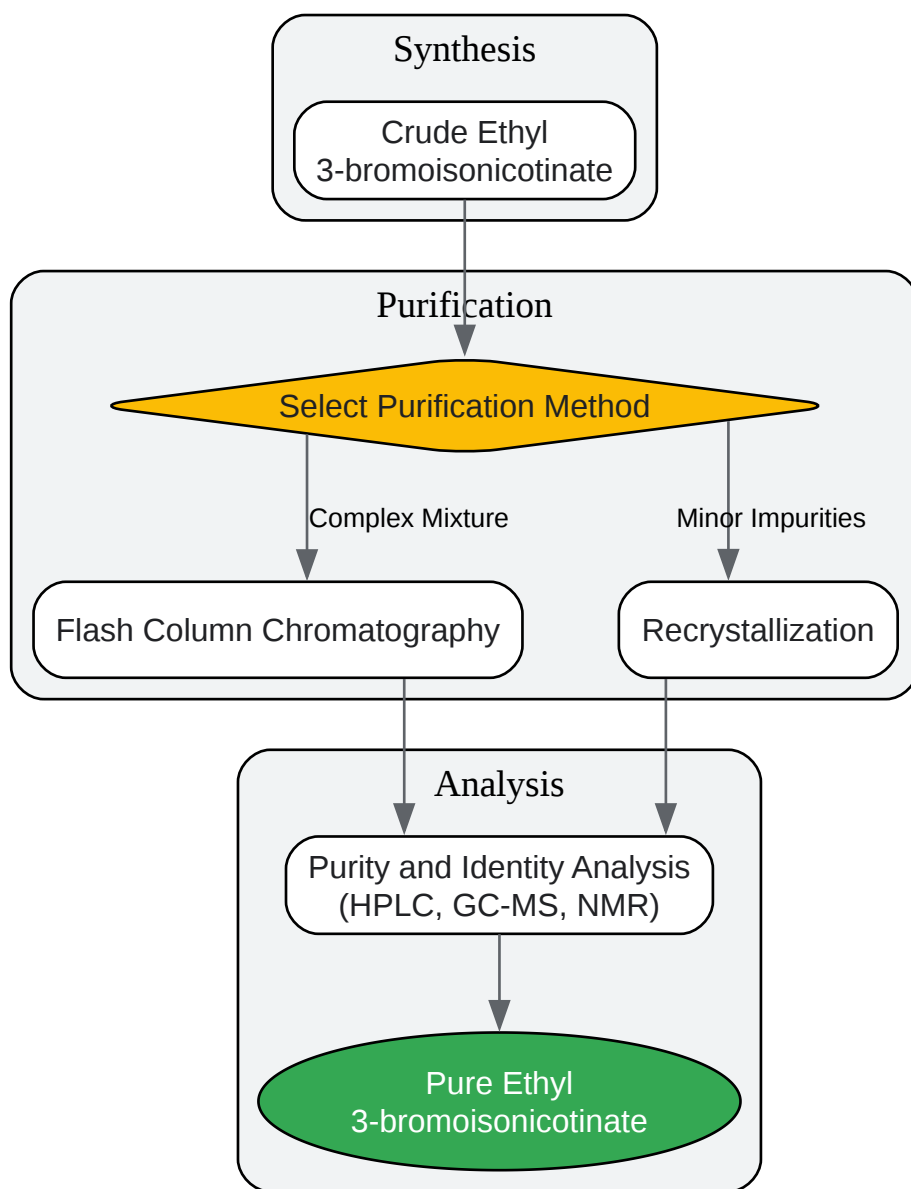 Synthesis
Crude Ethyl
3-bromoisonicotinate
Purification
Select Purification Method
Complex Mixture
Minor Impurities
Flash Column Chromatography
Recrystallization
Analysis
Purity and Identity Analysis
(HPLC, GC-MS, NMR)
Pure Ethyl
3-bromoisonicotinate